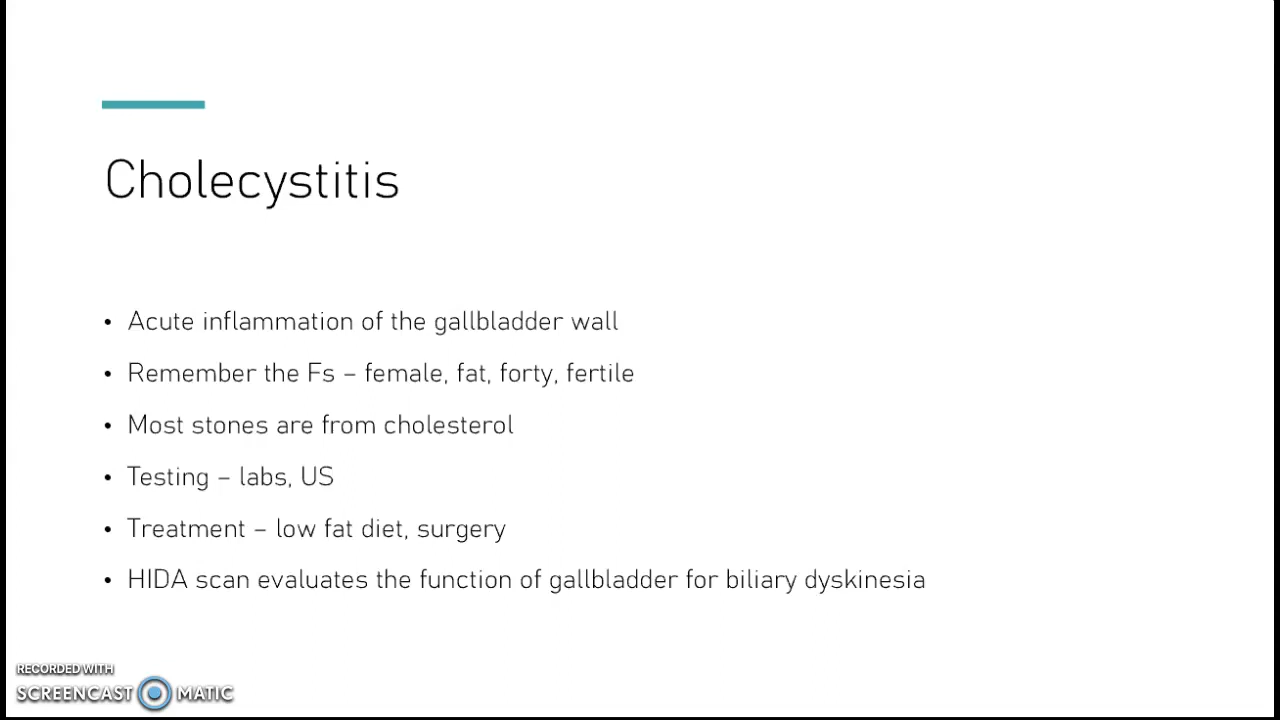 Cholecystitis
• Acute inflammation of the gallbladder wall
• Remember the Fs – female, fat, forty, fertile
• Most stones are from cholesterol
• Testing – labs, US
• Treatment – low fat diet, surgery
• HIDA scan evaluates the function of gallbladder for biliary dyskinesia
RECORDED WITH
SCREENCAST MATIC